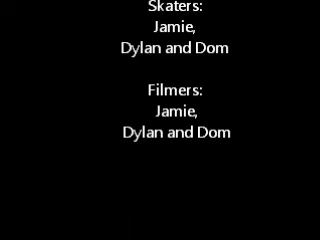 Skaters:
Jamie,
Dylan and Dom
Filmers:
Jamie,
Dylan and Dom